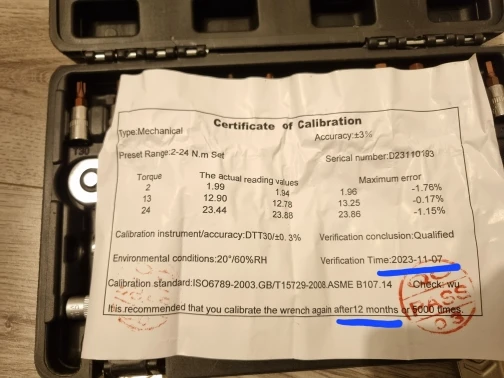 Certificate of Calibration
Type:Mechanical Accuracy:±3%
Preset Range:2-24 N.m Set Serical number:D23110193
Torque The actual reading values Maximum error
2 1.99 1.94 1.96 -1.76%
13 12.90 12.78 13.25 -0.17%
24 23.44 23.88 23.86 -1.15%
Calibration instrument/accuracy:DTT30/±0.3% Verification conclusion:Qualified
Environmental conditions:20°/60%RH Verification Time:2023-11-07
Calibration standard:ISO6789-2003.GB/T15729-2008.ASME B107.14 Check: wu
It is recommended that you calibrate the wrench again after12 months or 5000 times.
PASS